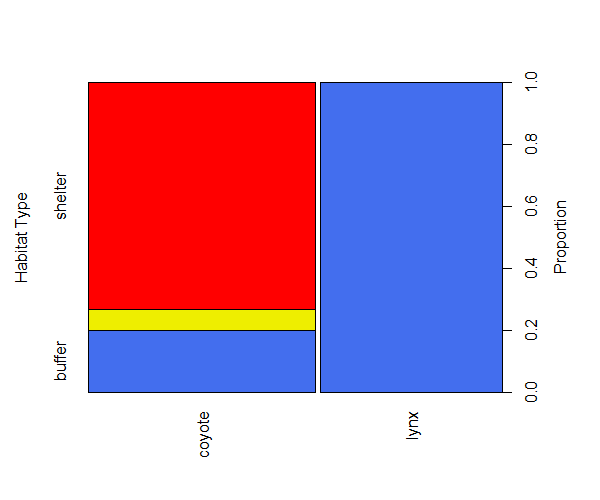 Habitat Type
shelter
buffer
coyote
lynx
1.0
0.8
0.6
0.4
0.2
0.0
Proportion